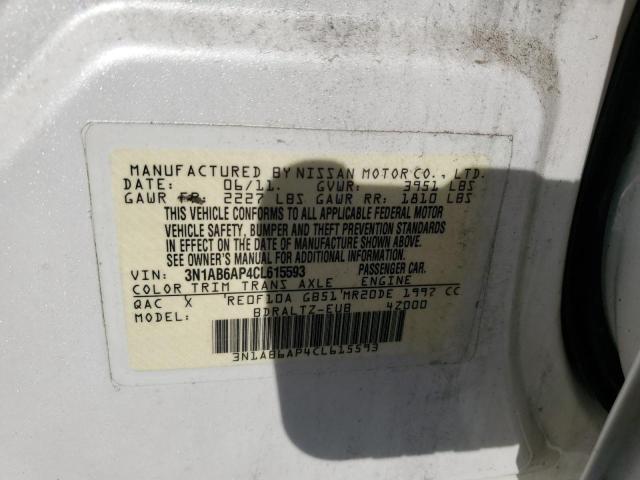 MANUFACTURED BY NISSAN MOTOR CO., LTD.
DATE: 06/11. GVWR: 3951 LBS
GAWR FR: 2227 LBS GAWR RR: 1810 LBS
THIS VEHICLE CONFORMS TO ALL APPLICABLE FEDERAL MOTOR
VEHICLE SAFETY, BUMPER AND THEFT PREVENTION STANDARDS
IN EFFECT ON THE DATE OF MANUFACTURE SHOWN ABOVE.
SEE OWNER'S MANUAL FOR ADDITIONAL INFORMATION.
VIN: 3N1AB6AP4CL615593 PASSENGER CAR.
COLOR TRIM TRANS AXLE ENGINE
QAC X RE0F10A GB51 MR20DE 1997 CC
MODEL: BDRALTZ-EUB 42000
3N1AB6AP4CL615593